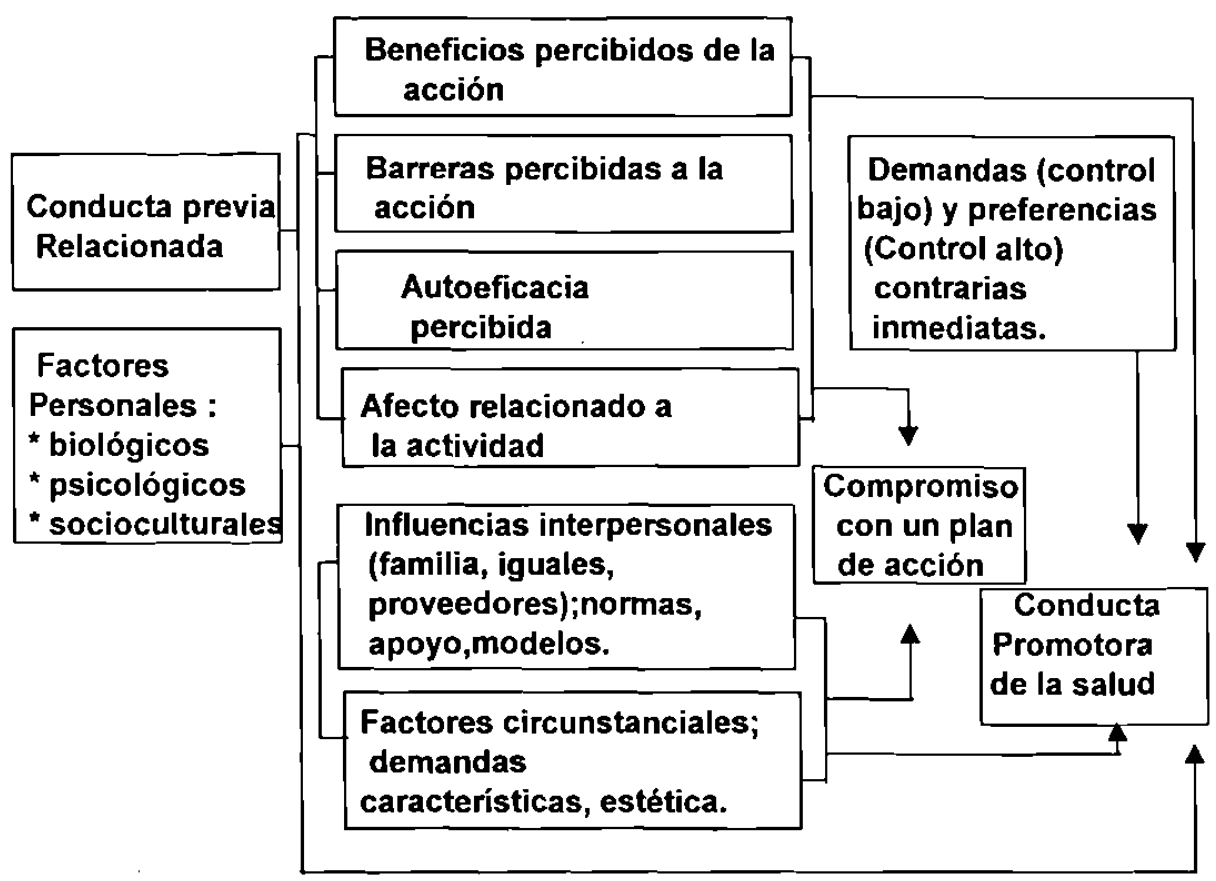 Conducta previa
Relacionada
Factores
Personales :
* biológicos
* psicológicos
* socioculturales
Beneficios percibidos de la
acción
Barreras percibidas a la
acción
Autoeficacia
percibida
Afecto relacionado a
la actividad
Influencias interpersonales
(familia, iguales,
proveedores);normas,
apoyo,modelos.
Factores circunstanciales;
demandas
características, estética.
Demandas (control
bajo) y preferencias
(Control alto)
contrarias
inmediatas.
Compromiso
con un plan
de acción
Conducta
Promotora
de la salud